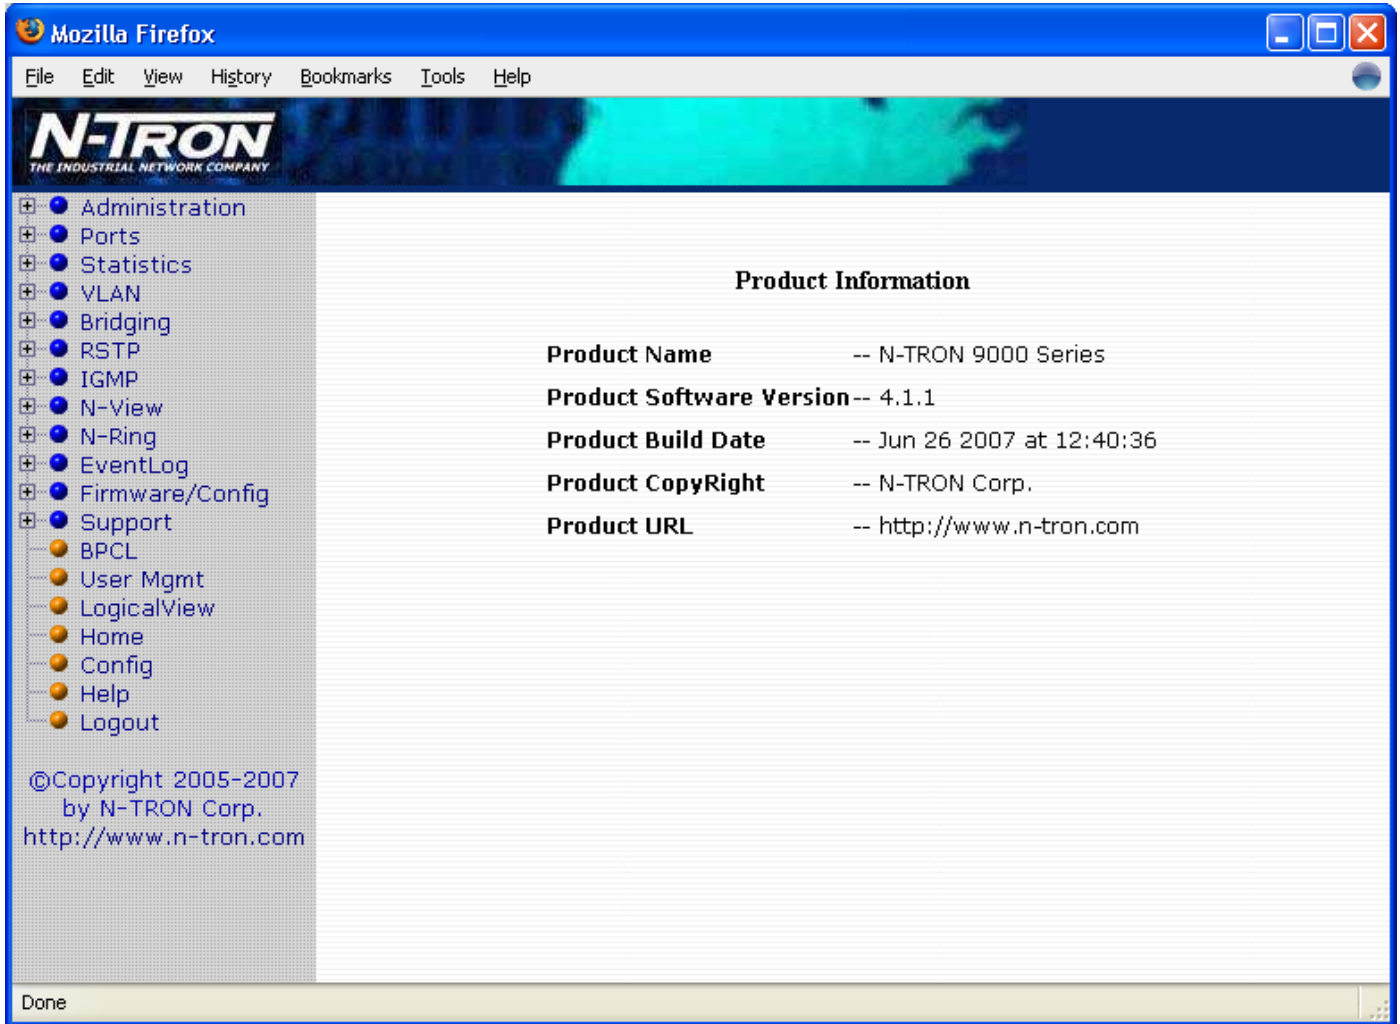 Mozilla Firefox
File Edit View History Bookmarks Tools Help
N-TRON
THE INDUSTRIAL NETWORK COMPANY
Administration
Ports
Statistics
VLAN
Bridging
RSTP
IGMP
N-View
N-Ring
EventLog
Firmware/Config
Support
BPCL
User Mgmt
LogicalView
Home
Config
Help
Logout
©Copyright 2005-2007
by N-TRON Corp.
http://www.n-tron.com
Product Information
Product Name -- N-TRON 9000 Series
Product Software Version -- 4.1.1
Product Build Date -- Jun 26 2007 at 12:40:36
Product CopyRight -- N-TRON Corp.
Product URL -- http://www.n-tron.com
Done